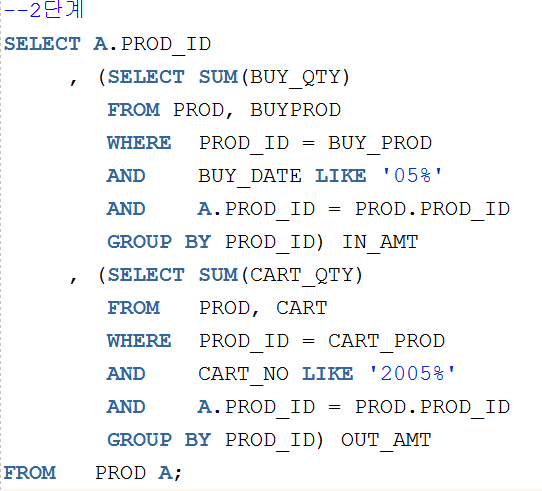 --2단계
SELECT A.PROD_ID
, (SELECT SUM(BUY_QTY)
FROM PROD, BUYPROD
WHERE PROD_ID = BUY_PROD
AND BUY_DATE LIKE '05%'
AND A.PROD_ID = PROD.PROD_ID
GROUP BY PROD_ID) IN_AMT
, (SELECT SUM(CART_QTY)
FROM PROD, CART
WHERE PROD_ID = CART_PROD
AND CART_NO LIKE '2005%'
AND A.PROD_ID = PROD.PROD_ID
GROUP BY PROD_ID) OUT_AMT
FROM PROD A;